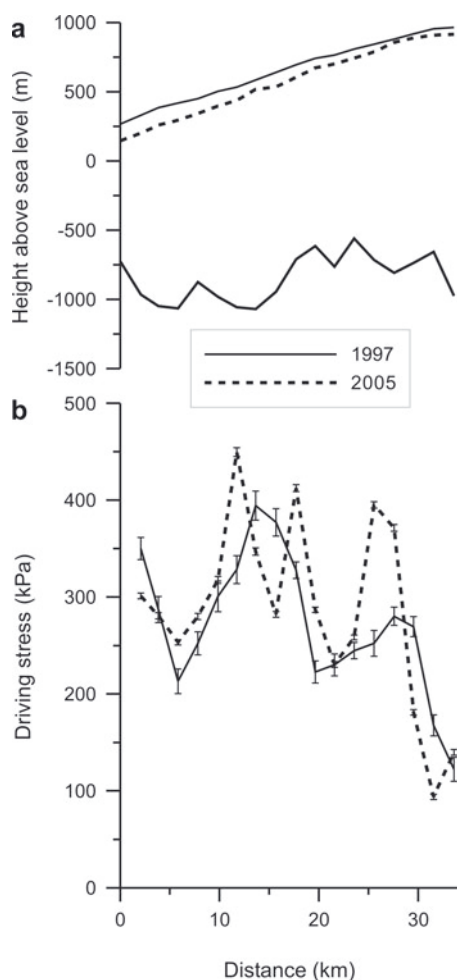 a
1000
500
0
-500
-1000
-1500
Height above sea level (m)
1997
2005
b
500
400
300
200
100
0
Driving stress (kPa)
0 10 20 30
Distance (km)